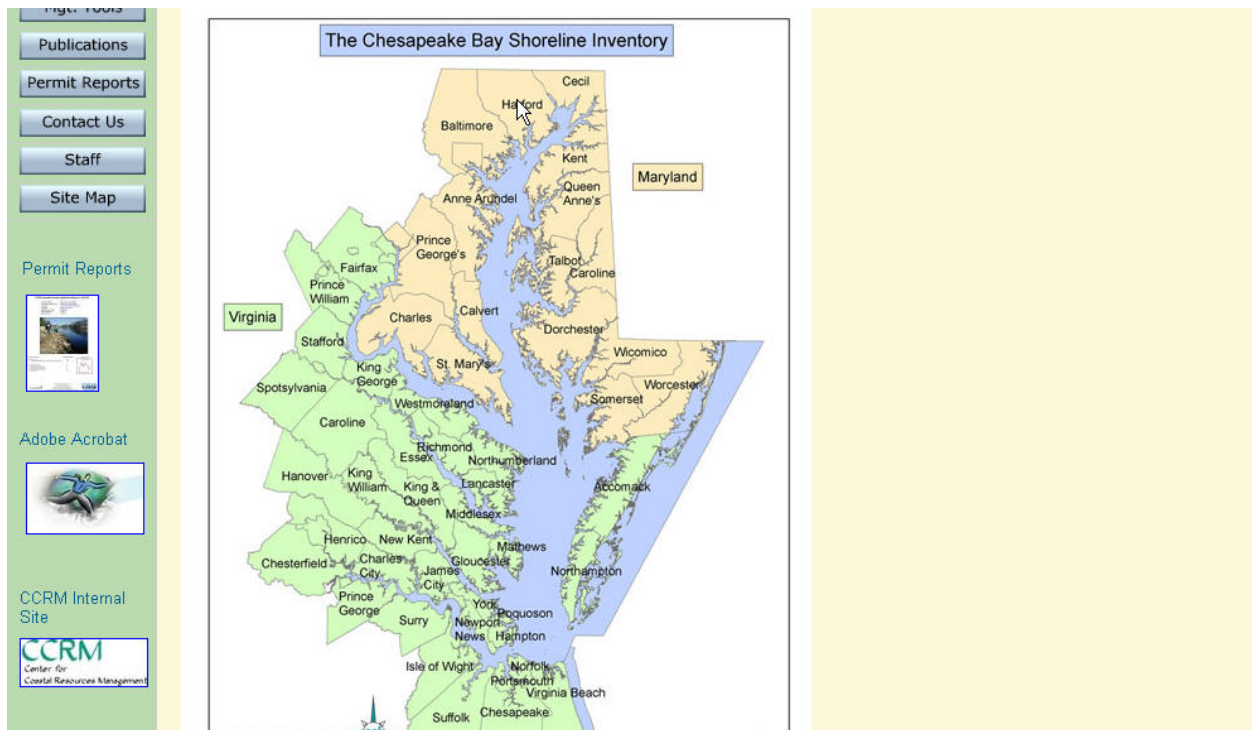 Mgt. Tools
Publications
Permit Reports
Contact Us
Staff
Site Map
Permit Reports
Adobe Acrobat
CCRM Internal
Site
CCRM
Center for
Coastal Resources Management
The Chesapeake Bay Shoreline Inventory
Cecil
Harford
Baltimore
Kent
Maryland
Queen
Anne's
Anne Arundel
Prince
George's
Talbot
Caroline
Fairfax
Prince
William
Virginia
Charles
Calvert
Dorchester
Stafford
Wicomico
St. Mary's
King
George
Worcester
Spotsylvania
Somerset
Westmoreland
Caroline
Richmond
Essex
Northumberland
Hanover
King
William
King &
Queen
Lancaster
Accomack
Middlesex
Henrico
New Kent
Mathews
Chesterfield
Charles
City
James
City
Gloucester
Northampton
Prince
George
York
Poquoson
Surry
Newport
News
Hampton
Isle of Wight
Norfolk
Portsmouth
Virginia Beach
Suffolk
Chesapeake